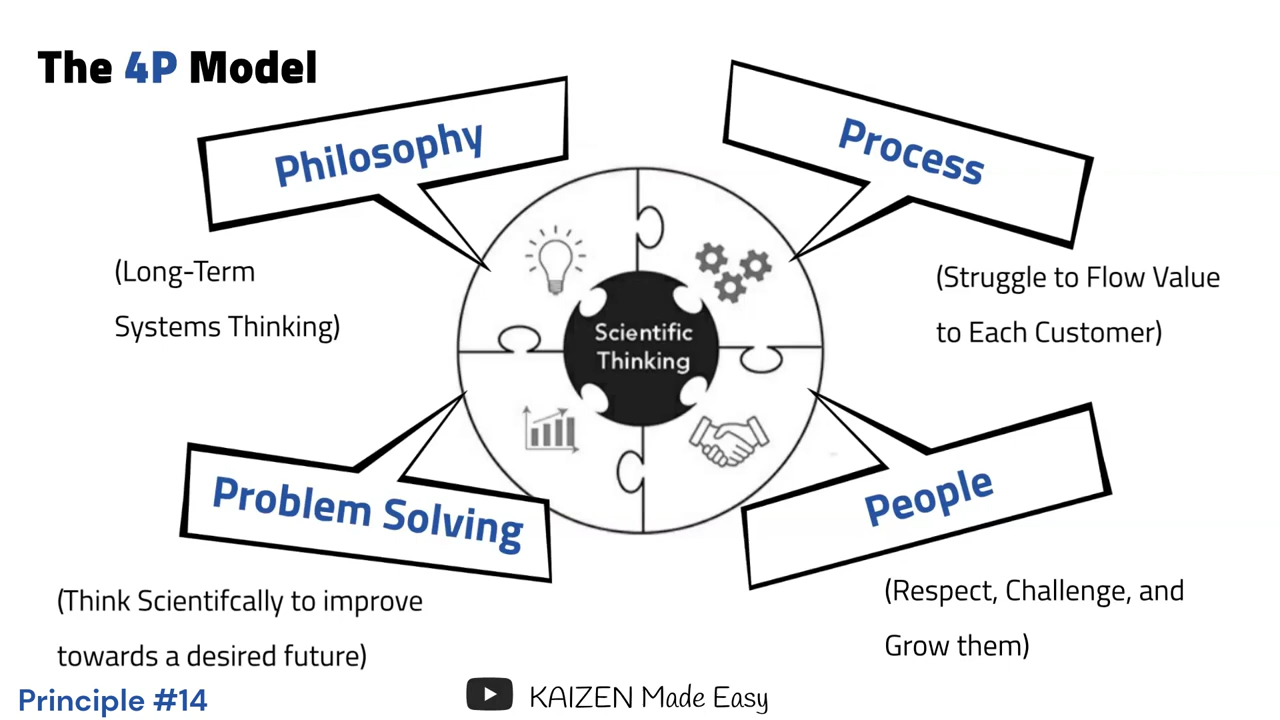 The 4P Model
Philosophy
Process
(Long-Term
Systems Thinking)
(Struggle to Flow Value
to Each Customer)
Scientific
Thinking
Problem Solving
People
(Think Scientifcally to improve
towards a desired future)
(Respect, Challenge, and
Grow them)
Principle #14
KAIZEN Made Easy